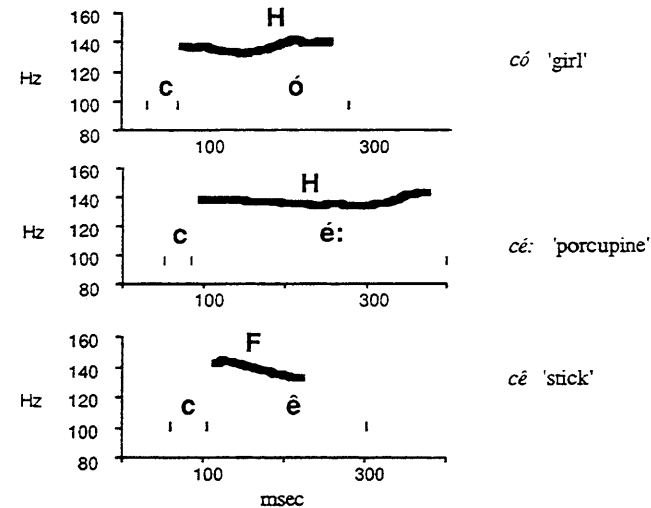 160 H
140
Hz 120 có 'girl'
100 c ó
80
100 300
160
140 H
Hz 120 c é: cé: 'porcupine'
100
80
100 300
160 F
140
Hz 120 cê 'stick'
100 c ê
80
100 300
msec